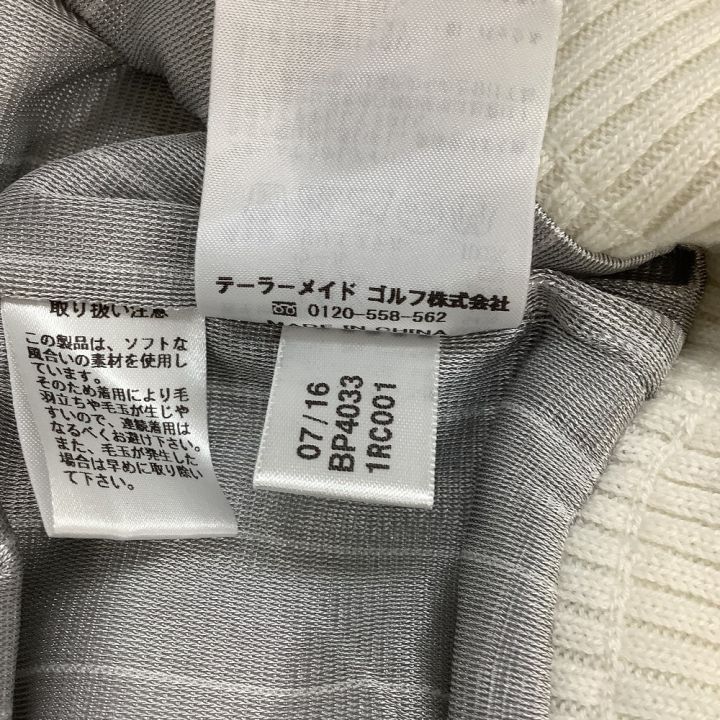 テーラーメイド ゴルフ株式会社
0120-558-562
MADE IN CHINA
取り扱い注意
この製品は、ソフトな
風合いの素材を使用し
ています。
そのため着用により毛
羽立ちや毛玉が生じや
すいので、連続着用は
なるべくお避け下さい。
また、毛玉が発生した
場合は早めに取り除い
て下さい。
07/16
BP4033
1RC001